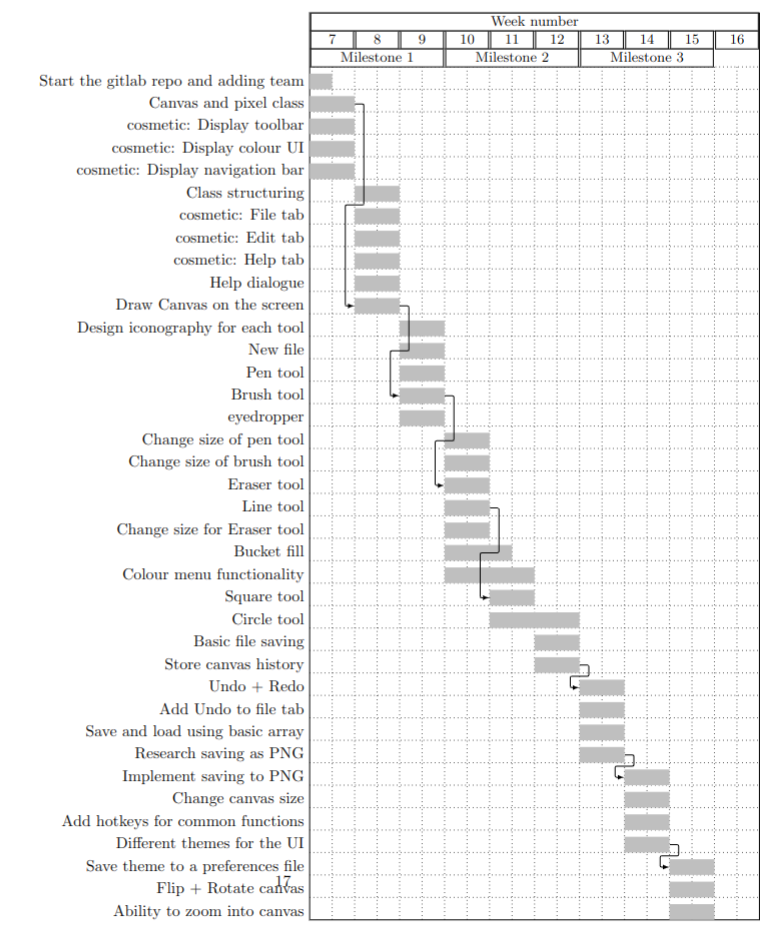 Week number
7 8 9 10 11 12 13 14 15 16
Milestone 1 Milestone 2 Milestone 3
Start the gitlab repo and adding team
Canvas and pixel class
cosmetic: Display toolbar
cosmetic: Display colour UI
cosmetic: Display navigation bar
Class structuring
cosmetic: File tab
cosmetic: Edit tab
cosmetic: Help tab
Help dialogue
Draw Canvas on the screen
Design iconography for each tool
New file
Pen tool
Brush tool
eyedropper
Change size of pen tool
Change size of brush tool
Eraser tool
Line tool
Change size for Eraser tool
Bucket fill
Colour menu functionality
Square tool
Circle tool
Basic file saving
Store canvas history
Undo + Redo
Add Undo to file tab
Save and load using basic array
Research saving as PNG
Implement saving to PNG
Change canvas size
Add hotkeys for common functions
Different themes for the UI
Save theme to a preferences file
17
Flip + Rotate canvas
Ability to zoom into canvas